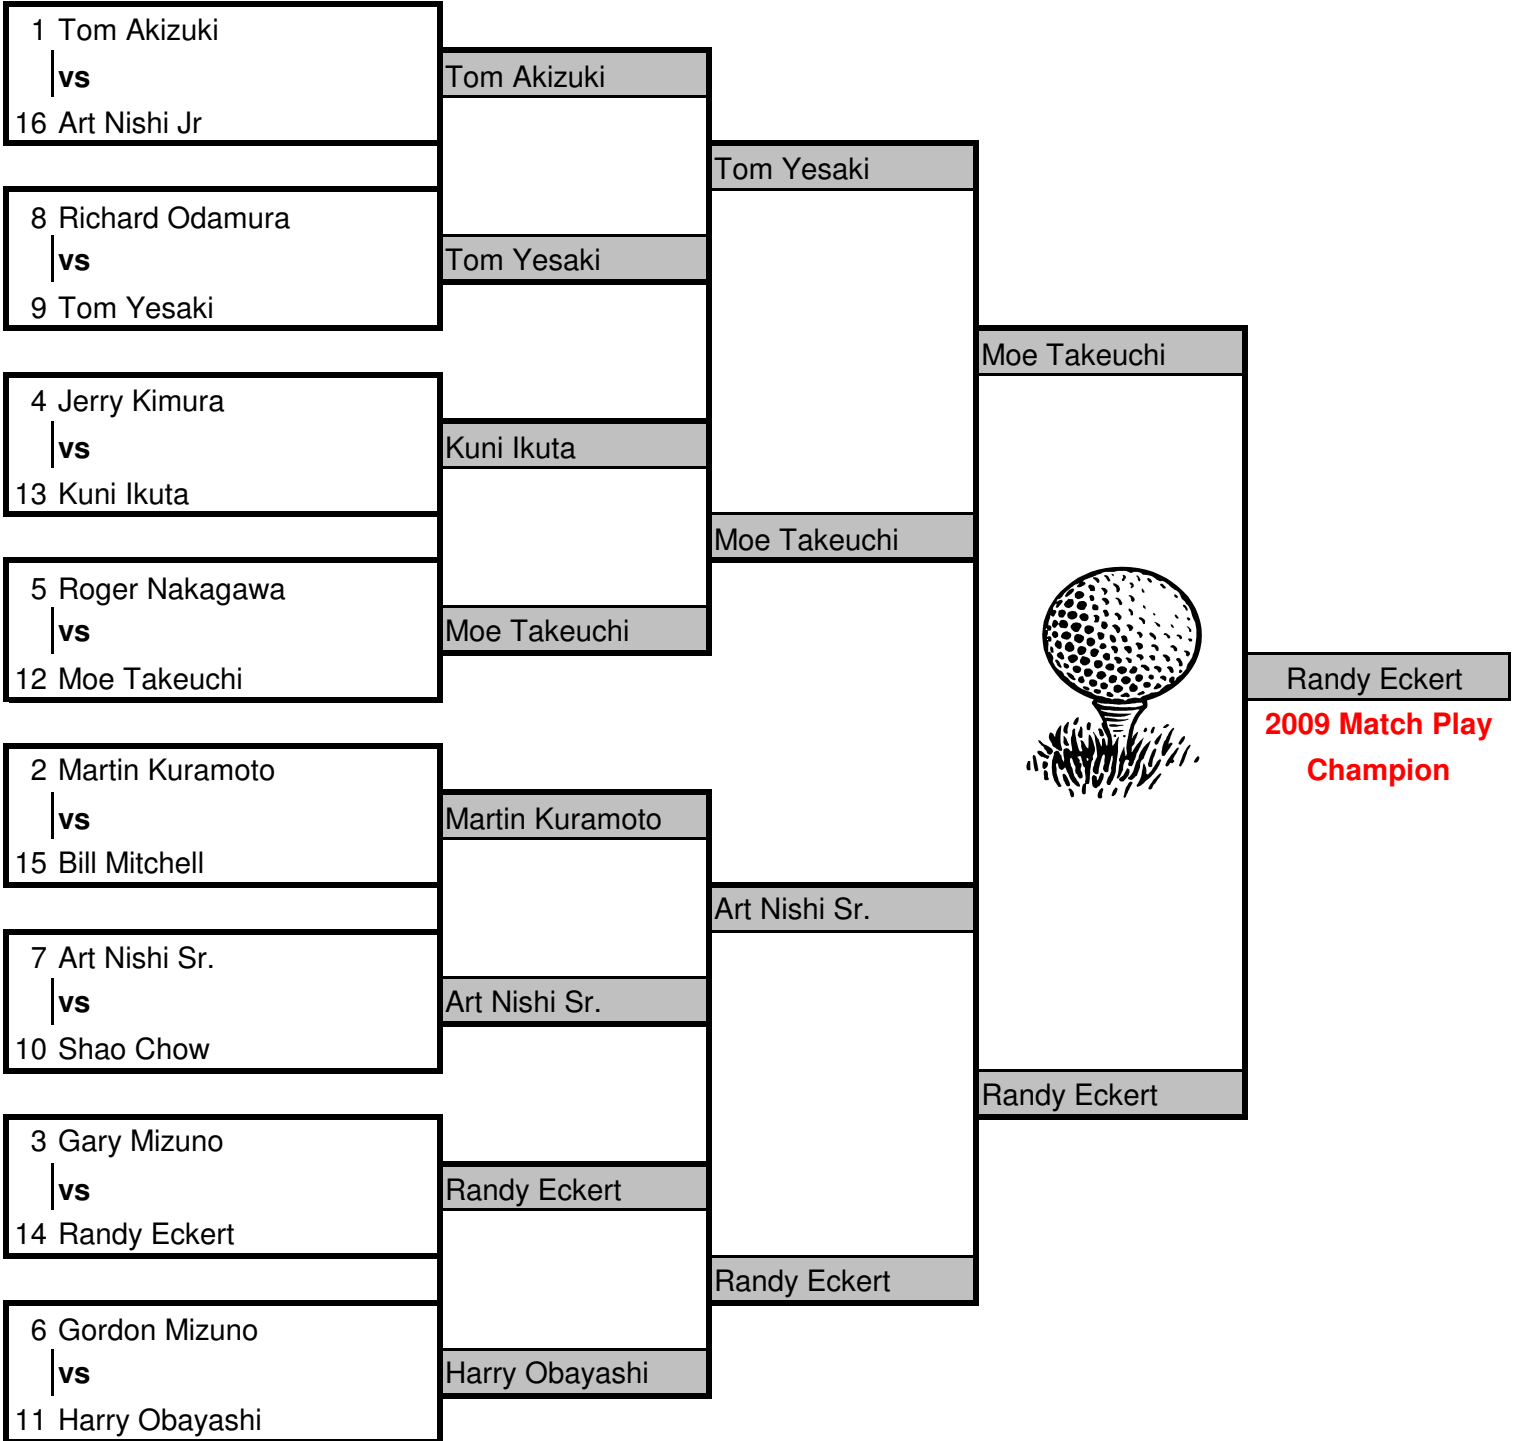 1 Tom Akizuki
vs
16 Art Nishi Jr
8 Richard Odamura
vs
9 Tom Yesaki
4 Jerry Kimura
vs
13 Kuni Ikuta
5 Roger Nakagawa
vs
12 Moe Takeuchi
2 Martin Kuramoto
vs
15 Bill Mitchell
7 Art Nishi Sr.
vs
10 Shao Chow
3 Gary Mizuno
vs
14 Randy Eckert
6 Gordon Mizuno
vs
11 Harry Obayashi
Tom Akizuki
Tom Yesaki
Kuni Ikuta
Moe Takeuchi
Martin Kuramoto
Art Nishi Sr.
Randy Eckert
Harry Obayashi
Tom Yesaki
Moe Takeuchi
Art Nishi Sr.
Randy Eckert
Moe Takeuchi
Randy Eckert
Randy Eckert
2009 Match Play
Champion